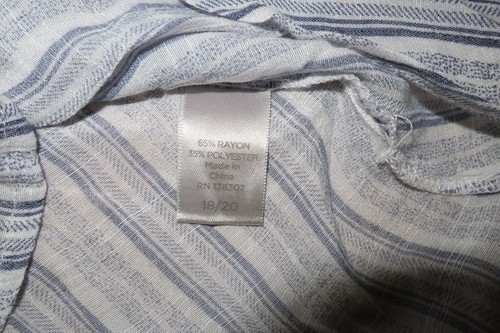 65% RAYON
35% POLYESTER
Made in
China
RN 138302
18/20